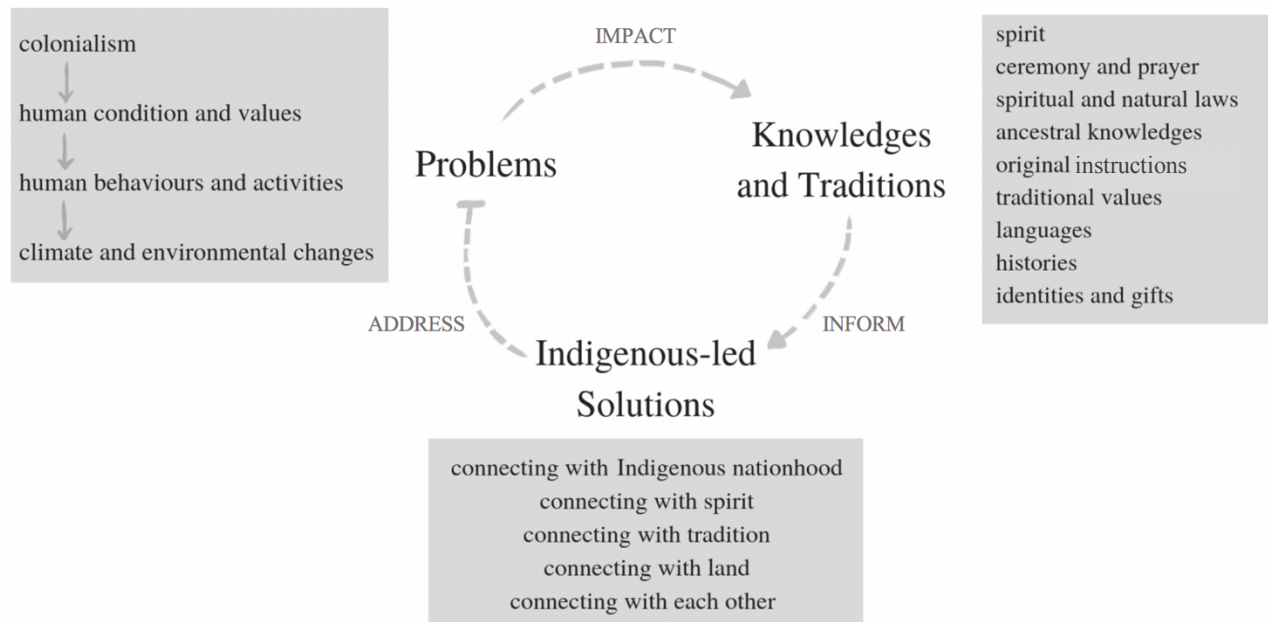 colonialism
human condition and values
human behaviours and activities
climate and environmental changes
IMPACT
Problems
Knowledges
and Traditions
spirit
ceremony and prayer
spiritual and natural laws
ancestral knowledges
original instructions
traditional values
languages
histories
identities and gifts
ADDRESS
INFORM
Indigenous-led
Solutions
connecting with Indigenous nationhood
connecting with spirit
connecting with tradition
connecting with land
connecting with each other